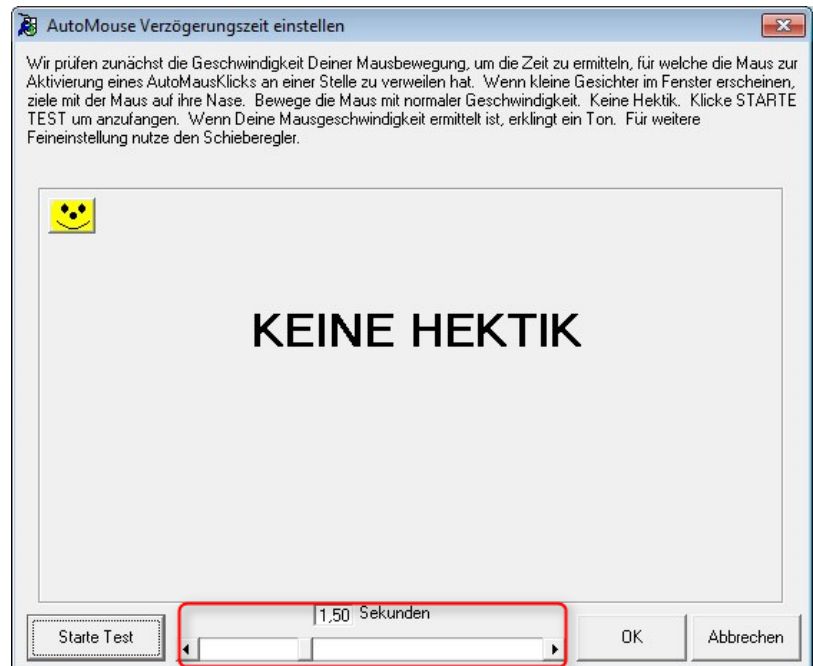 AutoMouse Verzögerungszeit einstellen
Wir prüfen zunächst die Geschwindigkeit Deiner Mausbewegung, um die Zeit zu ermitteln, für welche die Maus zur
Aktivierung eines AutoMausKlicks an einer Stelle zu verweilen hat. Wenn kleine Gesichter im Fenster erscheinen,
ziele mit der Maus auf ihre Nase. Bewege die Maus mit normaler Geschwindigkeit. Keine Hektik. Klicke STARTE
TEST um anzufangen. Wenn Deine Mausgeschwindigkeit ermittelt ist, erklingt ein Ton. Für weitere
Feineinstellung nutze den Schieberegler.
KEINE HEKTIK
1,50 Sekunden
Starte Test
OK
Abbrechen